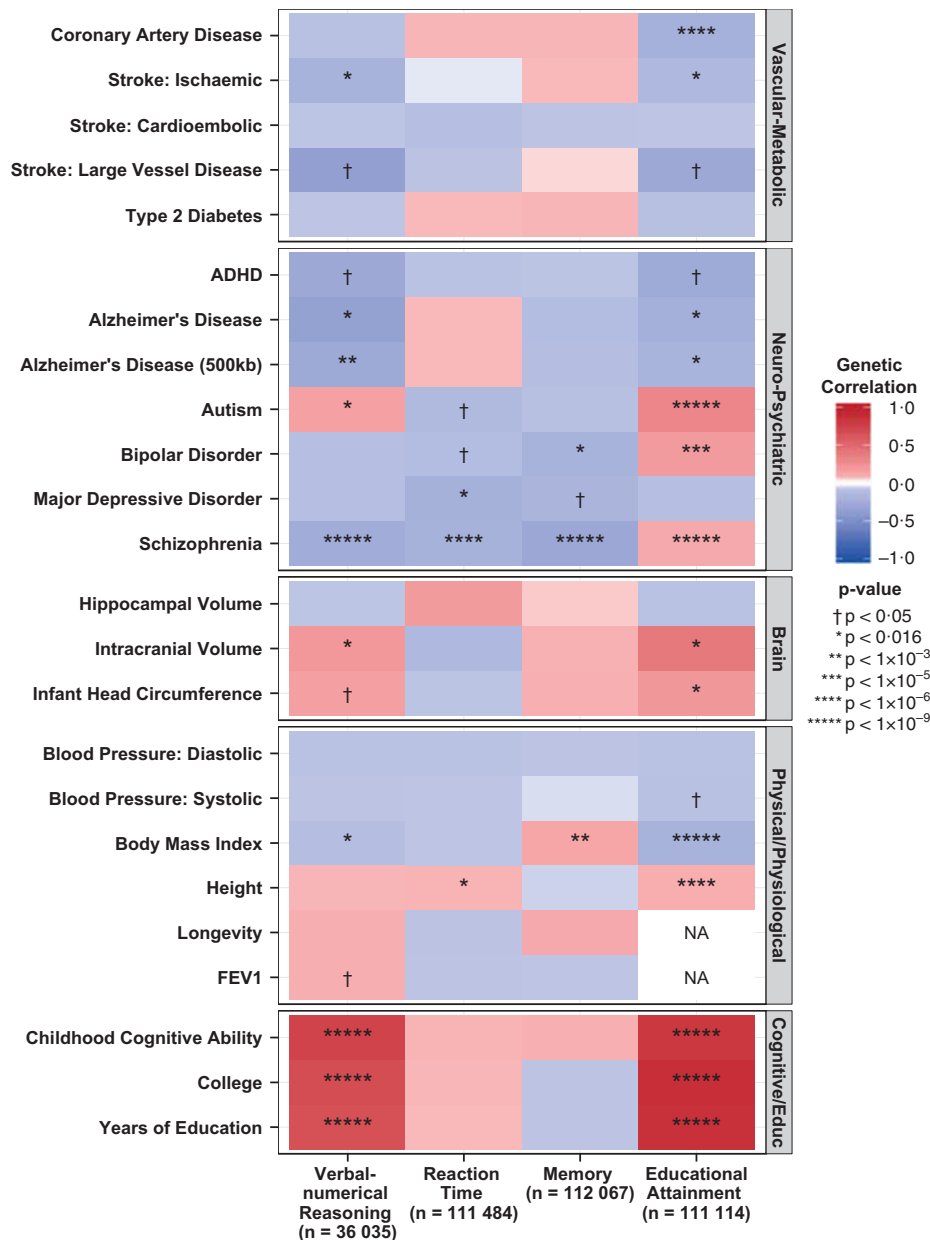 Coronary Artery Disease
****
Stroke: Ischaemic
*
*
Stroke: Cardioembolic
Stroke: Large Vessel Disease
†
†
Type 2 Diabetes
Vascular-Metabolic
ADHD
†
†
Alzheimer's Disease
*
*
Alzheimer's Disease (500kb)
**
*
Autism
*
†
*****
Bipolar Disorder
†
*
***
Major Depressive Disorder
*
†
Schizophrenia
*****
****
*****
*****
Neuro-Psychiatric
Hippocampal Volume
Intracranial Volume
*
*
Infant Head Circumference
†
*
Brain
Blood Pressure: Diastolic
Blood Pressure: Systolic
†
Body Mass Index
*
**
*****
Height
*
****
Longevity
NA
FEV1
†
NA
Physical/Physiological
Childhood Cognitive Ability
*****
*****
College
*****
*****
Years of Education
*****
*****
Cognitive/Educ
Verbal-
numerical
Reasoning
(n = 36 035)
Reaction
Time
(n = 111 484)
Memory
(n = 112 067)
Educational
Attainment
(n = 111 114)
Genetic
Correlation
1·0
0·5
0·0
−0·5
−1·0
p-value
† p < 0·05
* p < 0·016
** p < 1×10⁻³
*** p < 1×10⁻⁵
**** p < 1×10⁻⁶
***** p < 1×10⁻⁹